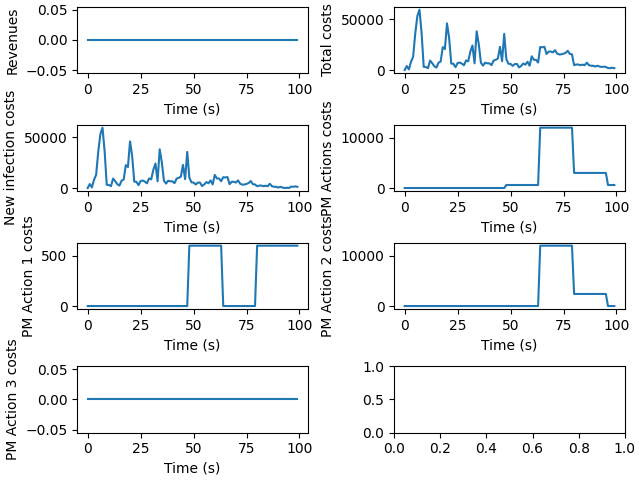 Revenues
0.05
0.00
−0.05
0 25 50 75 100
Time (s)
Total costs
50000
0
0 25 50 75 100
Time (s)
New infection costs
50000
0
0 25 50 75 100
Time (s)
PM Actions costs
10000
0
0 25 50 75 100
Time (s)
PM Action 1 costs
500
0
0 25 50 75 100
Time (s)
PM Action 2 costs
10000
0
0 25 50 75 100
Time (s)
PM Action 3 costs
0.05
0.00
−0.05
0 25 50 75 100
Time (s)
1.0
0.5
0.0
0.0 0.2 0.4 0.6 0.8 1.0